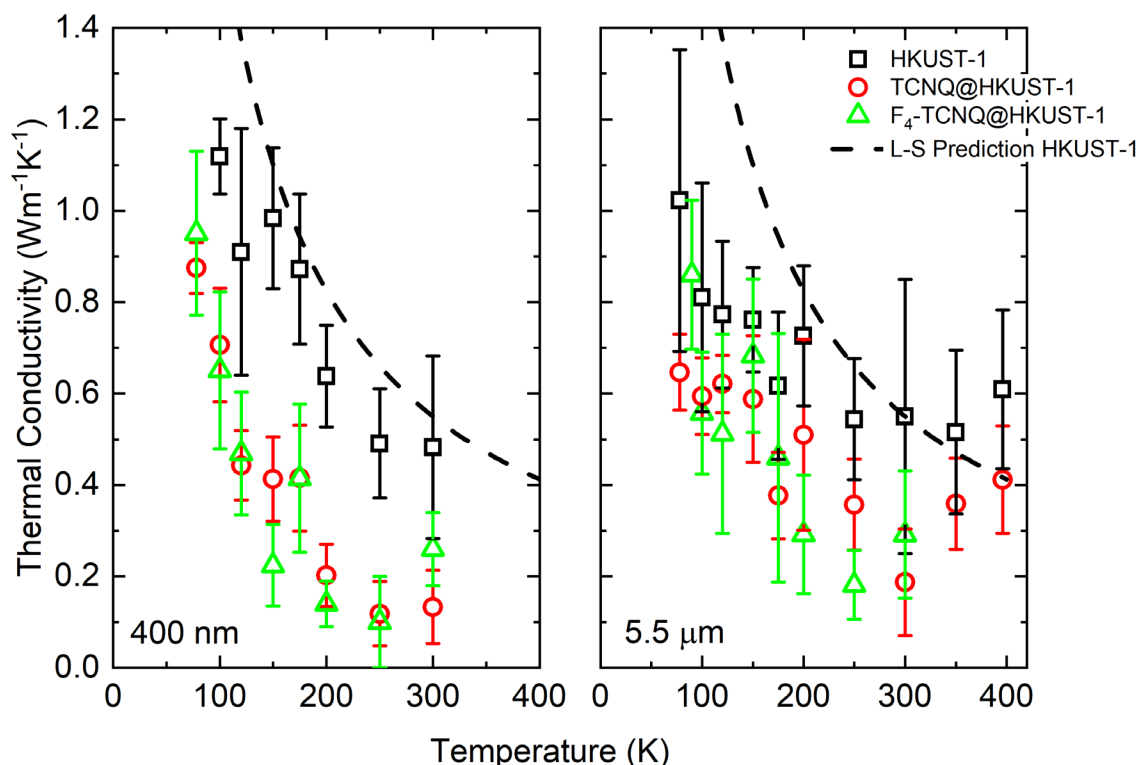 Thermal Conductivity (Wm⁻¹K⁻¹)
1.4
1.2
1.0
0.8
0.6
0.4
0.2
0.0
400 nm
0 100 200 300 400
HKUST-1
TCNQ@HKUST-1
F₄-TCNQ@HKUST-1
L-S Prediction HKUST-1
5.5 μm
0 100 200 300 400
Temperature (K)